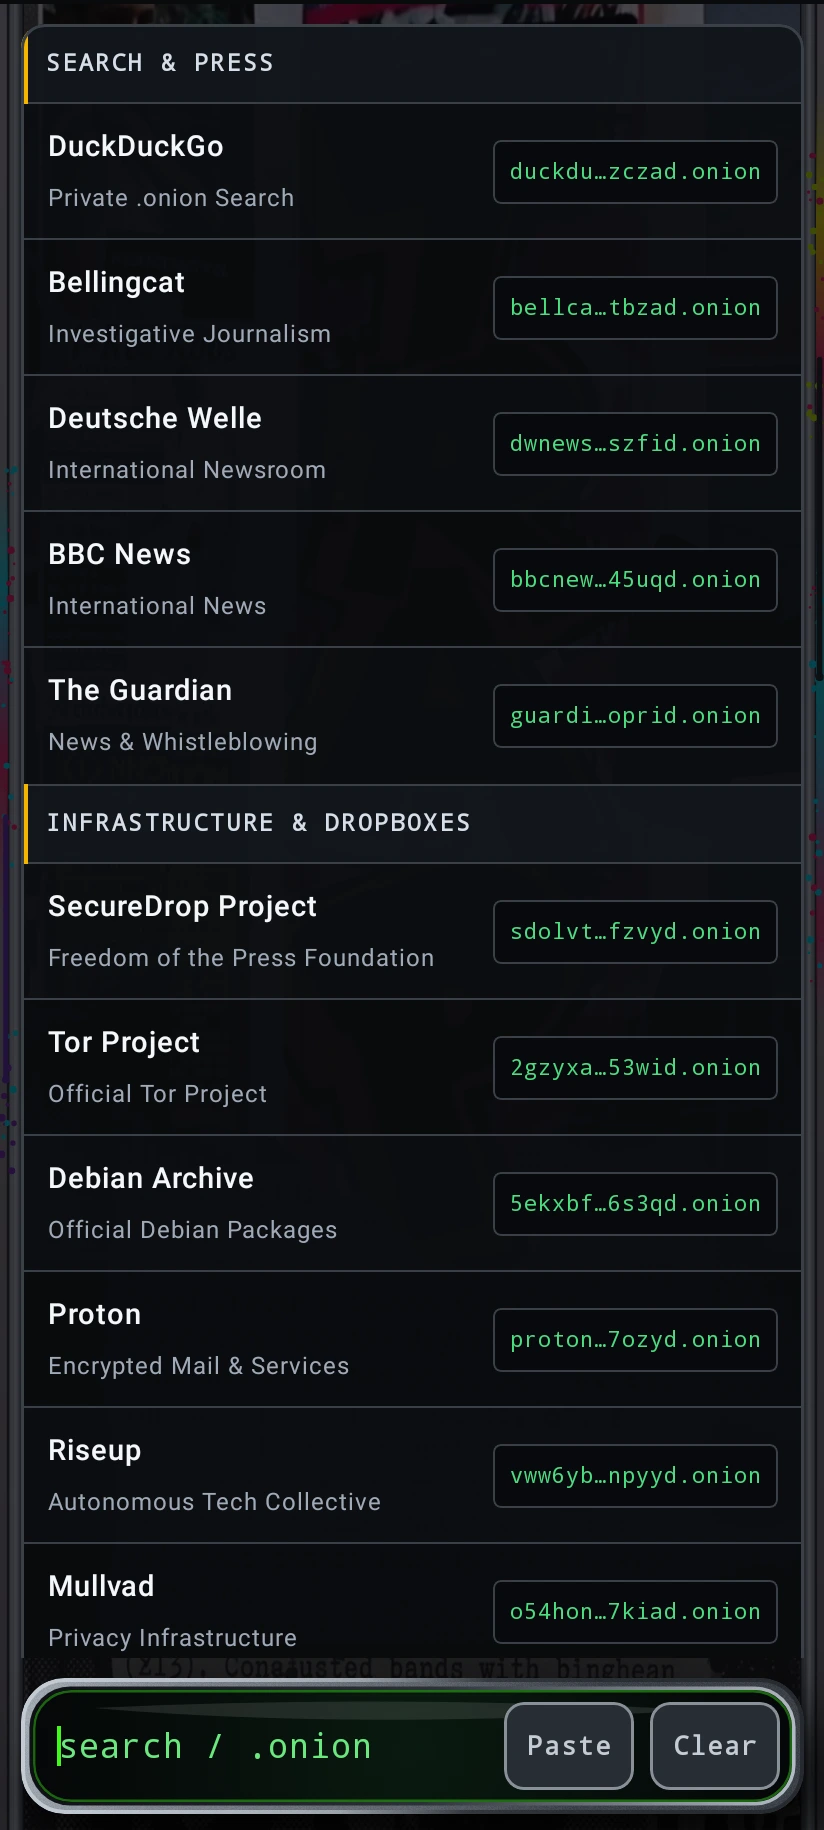 SEARCH & PRESS
DuckDuckGo
Private .onion Search
duckdu…zczad.onion
Bellingcat
Investigative Journalism
bellca…tbzad.onion
Deutsche Welle
International Newsroom
dwnews…szfid.onion
BBC News
International News
bbcnew…45uqd.onion
The Guardian
News & Whistleblowing
guardi…oprid.onion
INFRASTRUCTURE & DROPBOXES
SecureDrop Project
Freedom of the Press Foundation
sdolvt…fzvyd.onion
Tor Project
Official Tor Project
2gzyxa…53wid.onion
Debian Archive
Official Debian Packages
5ekxbf…6s3qd.onion
Proton
Encrypted Mail & Services
proton…7ozyd.onion
Riseup
Autonomous Tech Collective
vww6yb…npyyd.onion
Mullvad
Privacy Infrastructure
o54hon…7kiad.onion
bands with
search / .onion
Paste
Clear